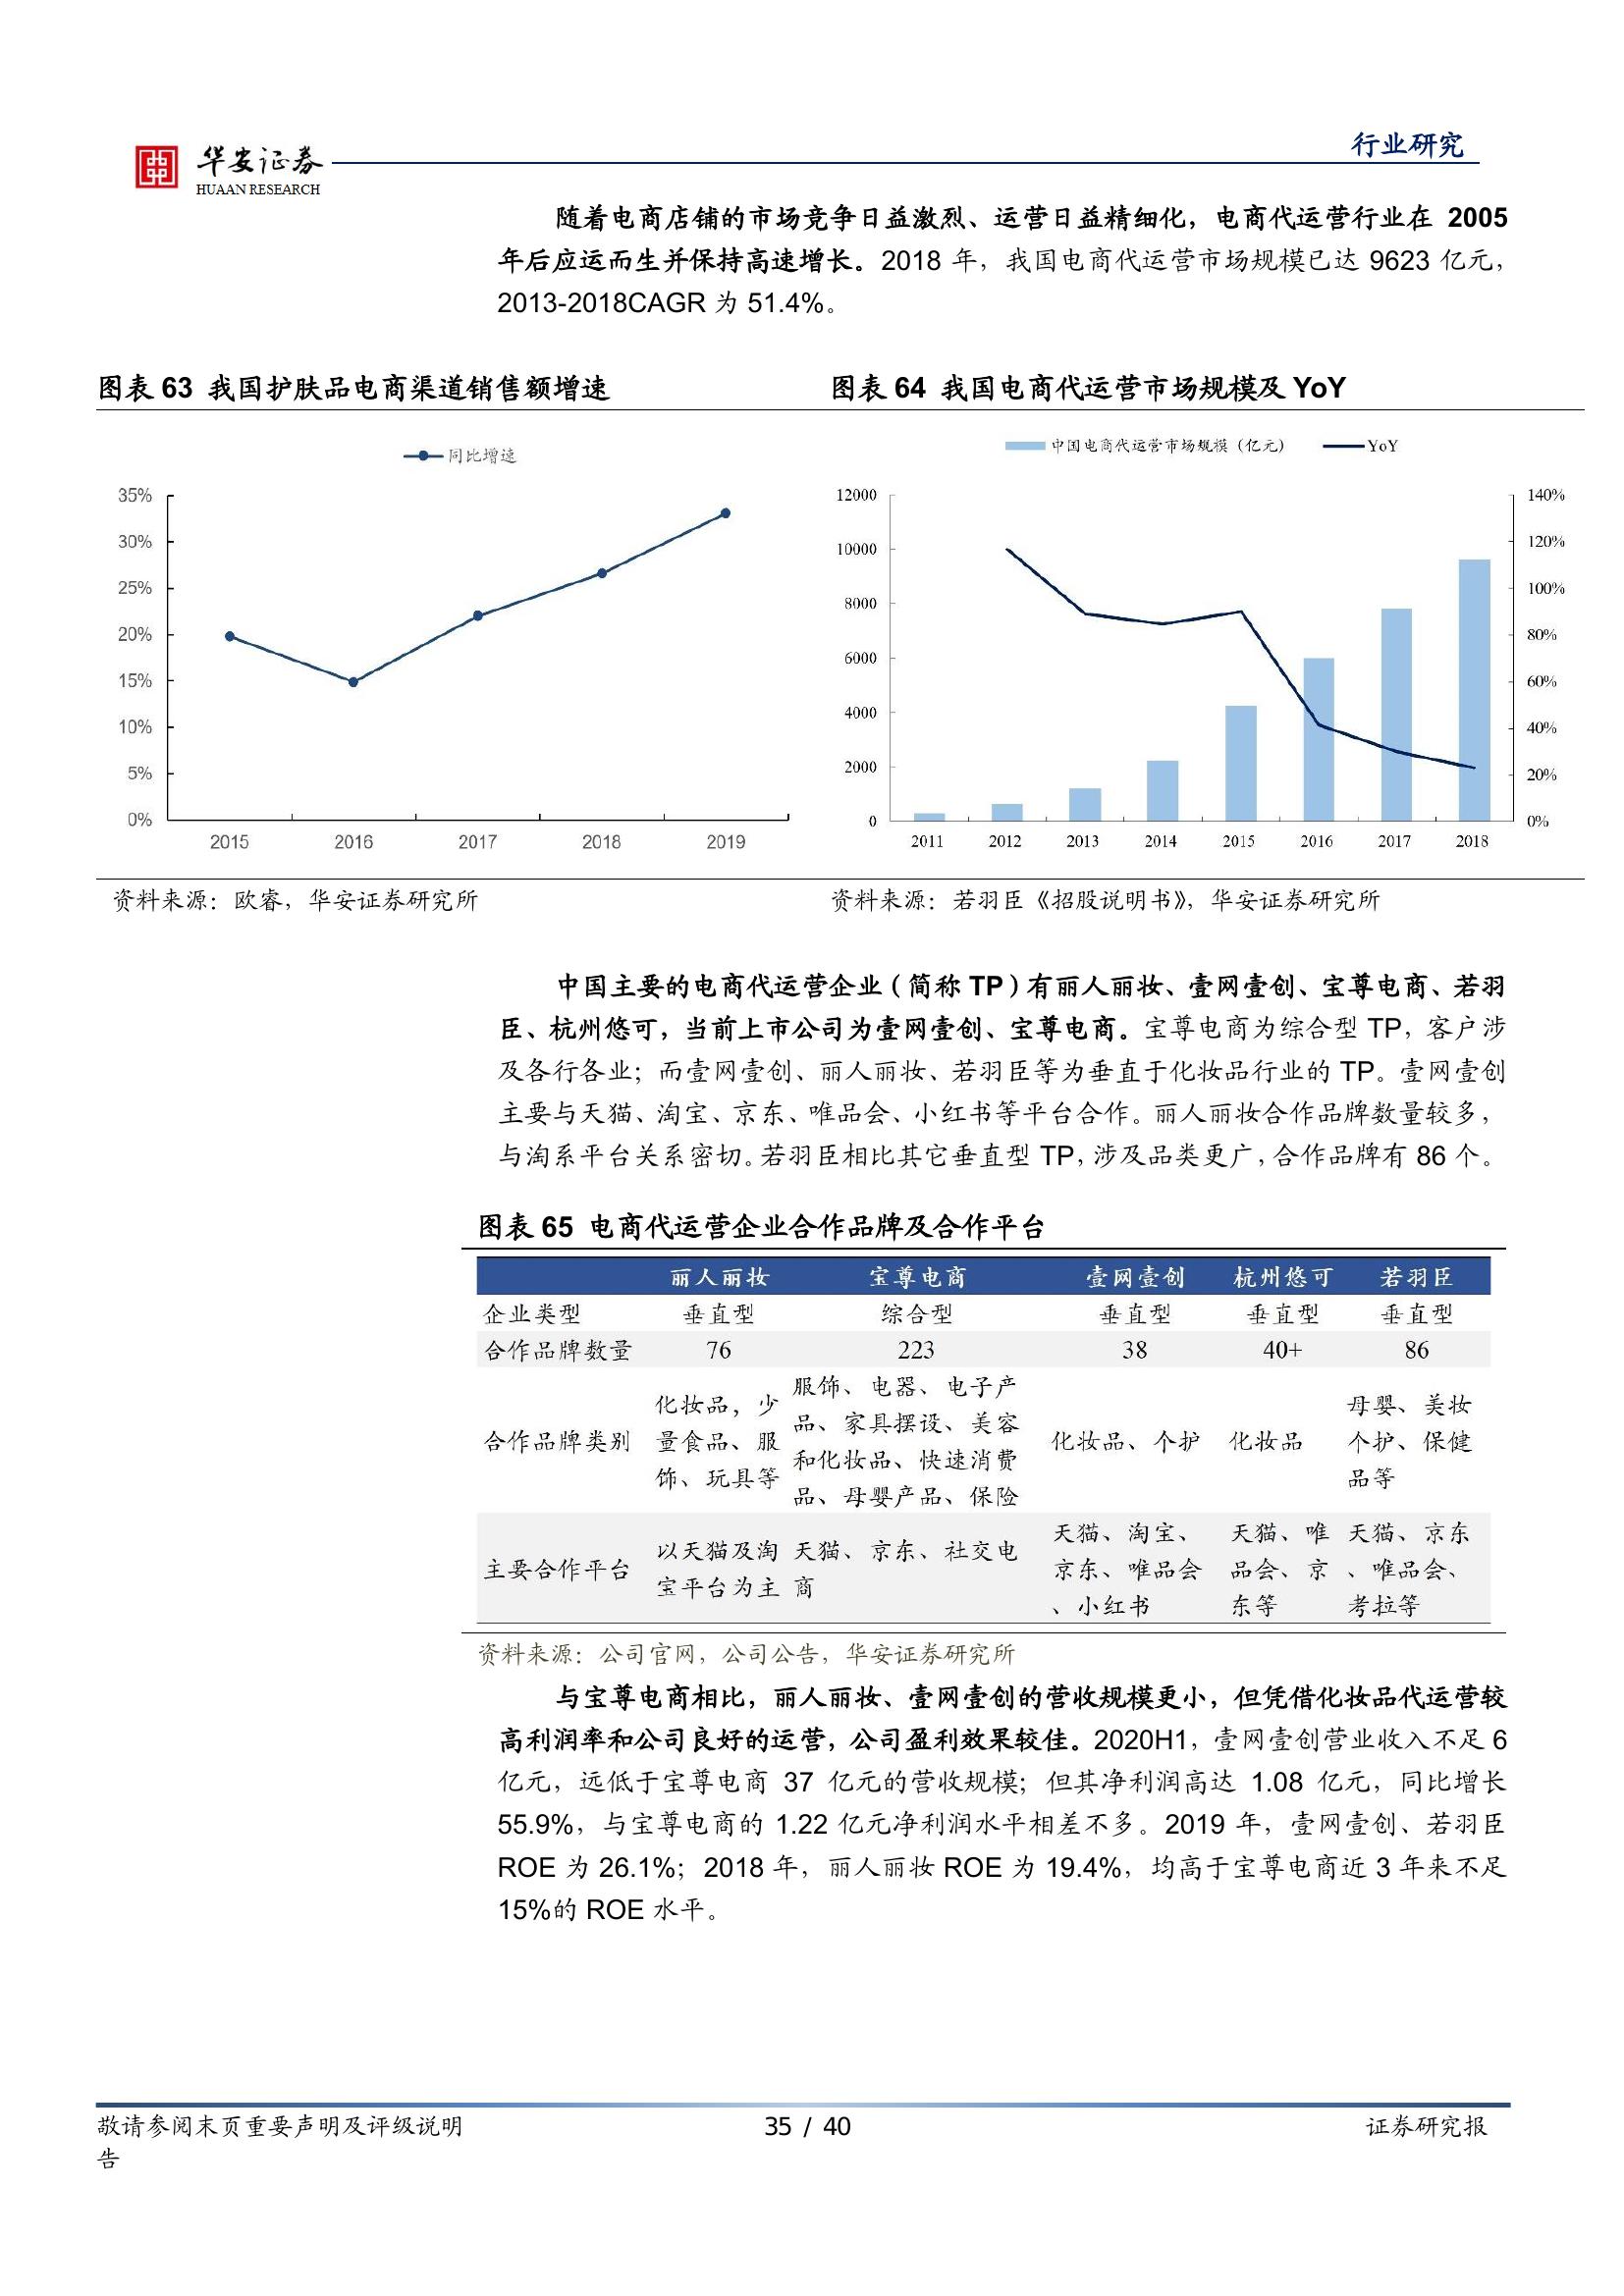 行业研究
华安证券
HUAAN RESEARCH
随着电商店铺的市场竞争日益激烈、运营日益精细化，电商代运营行业在 2005
年后应运而生并保持高速增长。2018 年，我国电商代运营市场规模已达 9623 亿元，
2013-2018CAGR 为 51.4%。
图表 63 我国护肤品电商渠道销售额增速
同比增速
35%
30%
25%
20%
15%
10%
5%
0%
2015 2016 2017 2018 2019
资料来源：欧睿，华安证券研究所
图表 64 我国电商代运营市场规模及 YoY
中国电商代运营市场规模（亿元） YoY
12000 140%
10000 120%
8000 100%
6000 80%
4000 60%
2000 40%
0 20%
0%
2011 2012 2013 2014 2015 2016 2017 2018
资料来源：若羽臣《招股说明书》，华安证券研究所
中国主要的电商代运营企业（简称 TP）有丽人丽妆、壹网壹创、宝尊电商、若羽
臣、杭州悠可，当前上市公司为壹网壹创、宝尊电商。宝尊电商为综合型 TP，客户涉
及各行各业；而壹网壹创、丽人丽妆、若羽臣等为垂直于化妆品行业的 TP。壹网壹创
主要与天猫、淘宝、京东、唯品会、小红书等平台合作。丽人丽妆合作品牌数量较多，
与淘系平台关系密切。若羽臣相比其它垂直型 TP，涉及品类更广，合作品牌有 86 个。
图表 65 电商代运营企业合作品牌及合作平台
丽人丽妆 宝尊电商 壹网壹创 杭州悠可 若羽臣
企业类型 垂直型 综合型 垂直型 垂直型 垂直型
合作品牌数量 76 223 38 40+ 86
合作品牌类别
化妆品，少
量食品、服
饰、玩具等
服饰、电器、电子产
品、家具摆设、美容
和化妆品、快速消费
品、母婴产品、保险
化妆品、个护
化妆品
母婴、美妆
个护、保健
品等
主要合作平台
以天猫及淘
宝平台为主
天猫、京东、社交电
商
天猫、淘宝、
京东、唯品会
、小红书
天猫、唯
品会、京
东等
天猫、京东
、唯品会、
考拉等
资料来源：公司官网，公司公告，华安证券研究所
与宝尊电商相比，丽人丽妆、壹网壹创的营收规模更小，但凭借化妆品代运营较
高利润率和公司良好的运营，公司盈利效果较佳。2020H1，壹网壹创营业收入不足 6
亿元，远低于宝尊电商 37 亿元的营收规模；但其净利润高达 1.08 亿元，同比增长
55.9%，与宝尊电商的 1.22 亿元净利润水平相差不多。2019 年，壹网壹创、若羽臣
ROE 为 26.1%；2018 年，丽人丽妆 ROE 为 19.4%，均高于宝尊电商近 3 年来不足
15%的 ROE 水平。
敬请参阅末页重要声明及评级说明 35 / 40 证券研究报
告